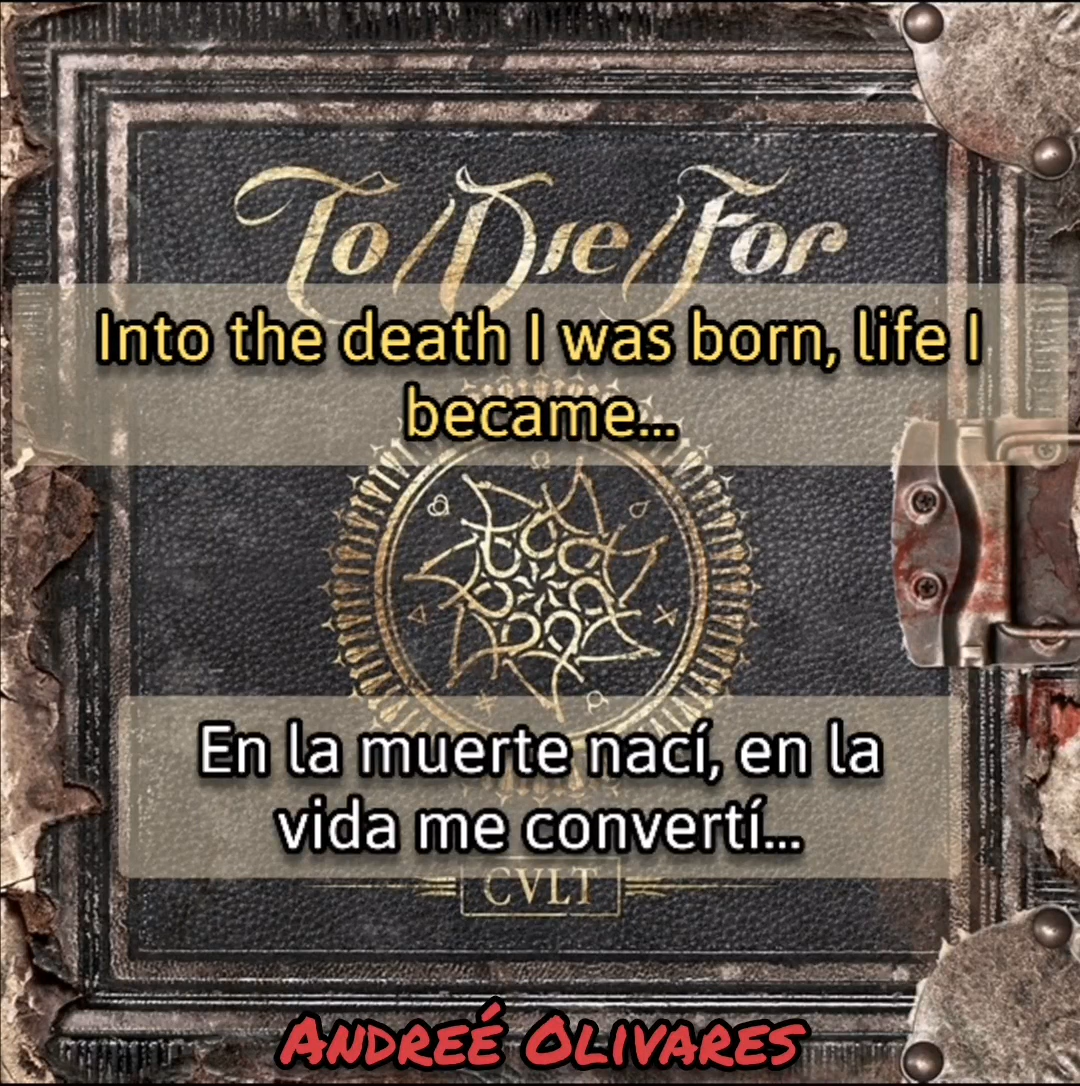 To/Die/For
Into the death I was born, life I
became...
En la muerte nací, en la
vida me convertí...
CVLT
Andreé Olivares